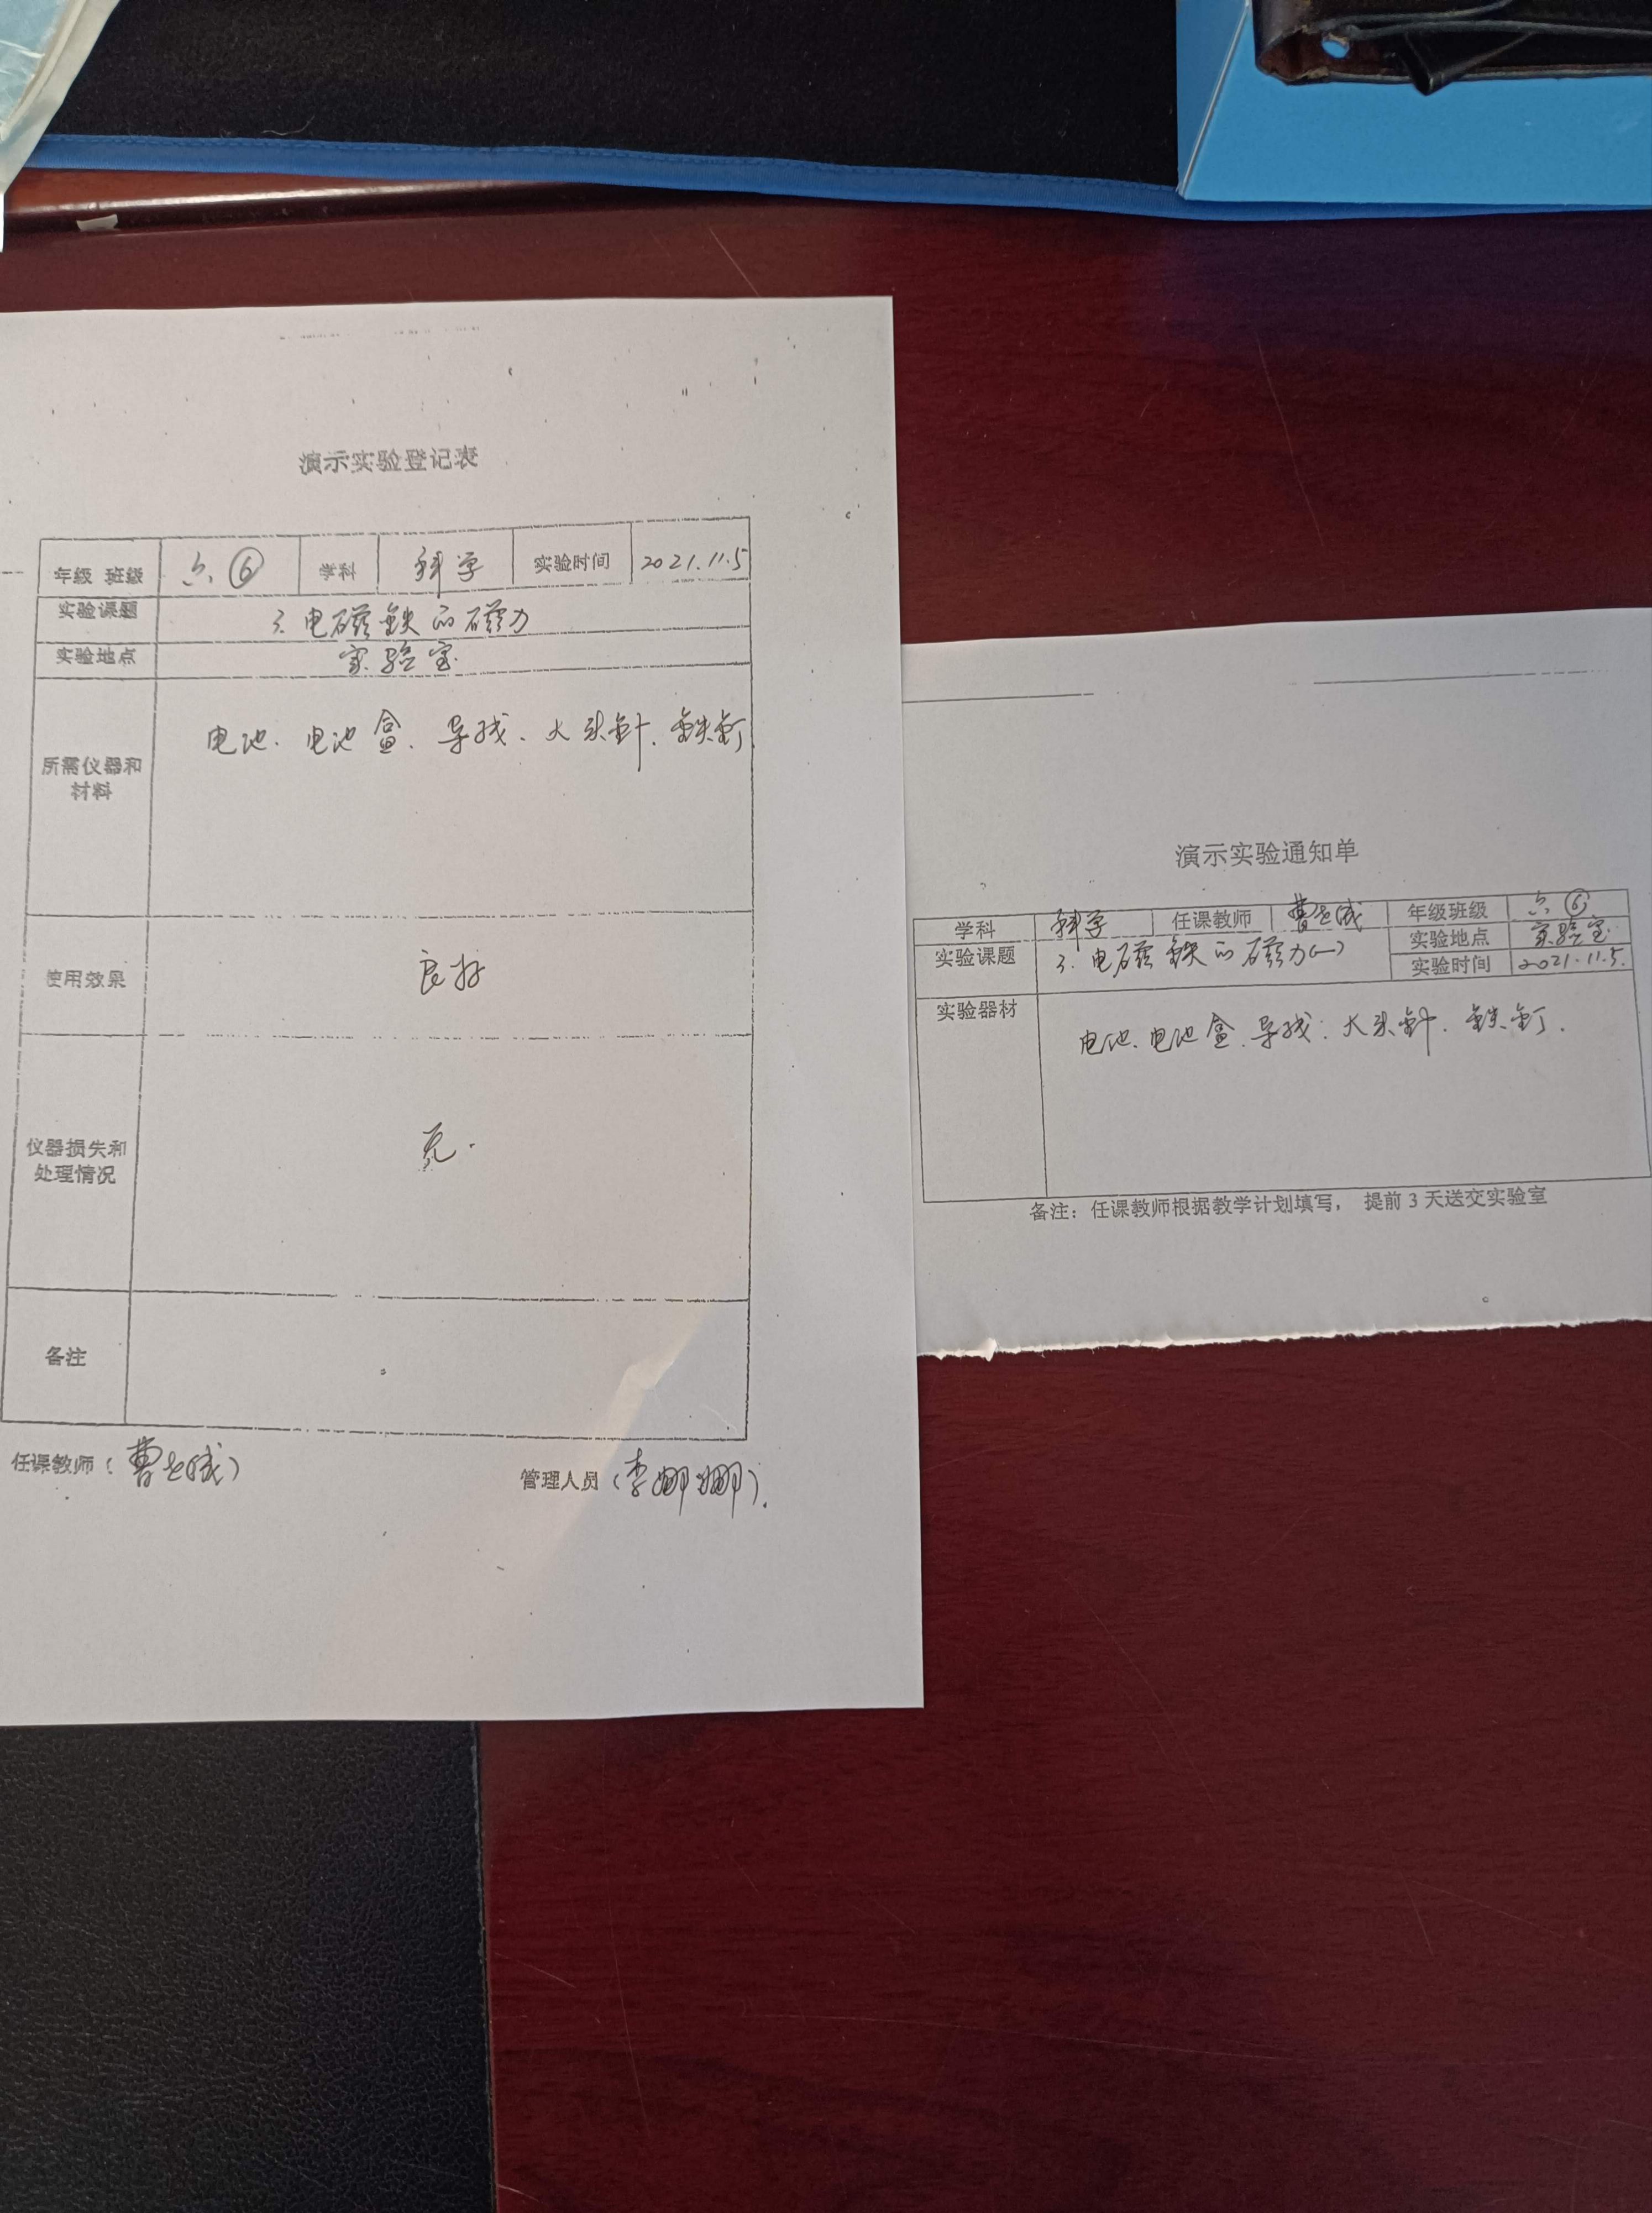 演示实验登记表
年级 班级 六 ⑥ 学科 科学 实验时间 2021.11.5
实验课题 3. 电磁铁的磁力
实验地点 实验室
所需仪器和材料 电池、电池盒、导线、大头针、铁钉
使用效果 良好
仪器损失和处理情况 无.
备注
任课教师(曹 管理人员(李娜娜).
演示实验通知单
学科 科学 任课教师 曹 年级班级 六 ⑥
实验课题 3. 电磁铁的磁力(一) 实验地点 实验室
实验时间 2021.11.5.
实验器材 电池、电池盒、导线、大头针、铁钉.
备注：任课教师根据教学计划填写， 提前 3 天送交实验室